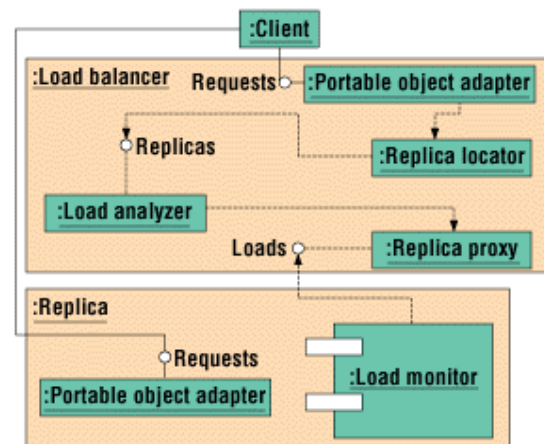 :Client
:Load balancer
Requests
:Portable object adapter
Replicas
:Replica locator
:Load analyzer
Loads
:Replica proxy
:Replica
Requests
:Portable object adapter
:Load monitor